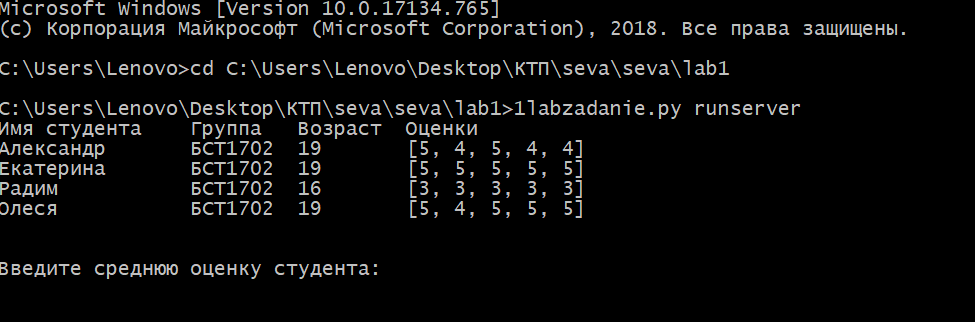 Microsoft Windows [Version 10.0.17134.765]
(c) Корпорация Майкрософт (Microsoft Corporation), 2018. Все права защищены.
C:\Users\Lenovo>cd C:\Users\Lenovo\Desktop\КТП\seva\seva\lab1
C:\Users\Lenovo\Desktop\КТП\seva\seva\lab1>1labzadanie.py runserver
Имя студента Группа Возраст Оценки
Александр БСТ1702 19 [5, 4, 5, 4, 4]
Екатерина БСТ1702 19 [5, 5, 5, 5, 5]
Радим БСТ1702 16 [3, 3, 3, 3, 3]
Олеся БСТ1702 19 [5, 4, 5, 5, 5]
Введите среднюю оценку студента: